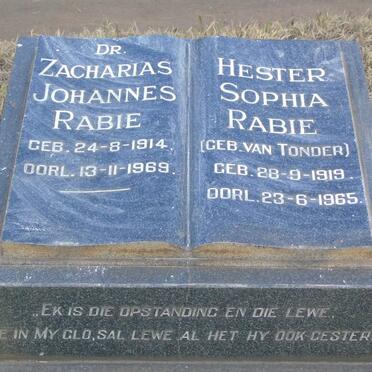 DR.
ZACHARIAS
JOHANNES
RABIE
GEB. 24-8-1914.
OORL. 13-11-1969.
HESTER
SOPHIA
RABIE
(GEB. VAN TONDER)
GEB. 28-9-1919.
OORL. 23-6-1965.
„EK IS DIE OPSTANDING EN DIE LEWE.
IN MY GLO, SAL LEWE AL HET HY OOK GESTER